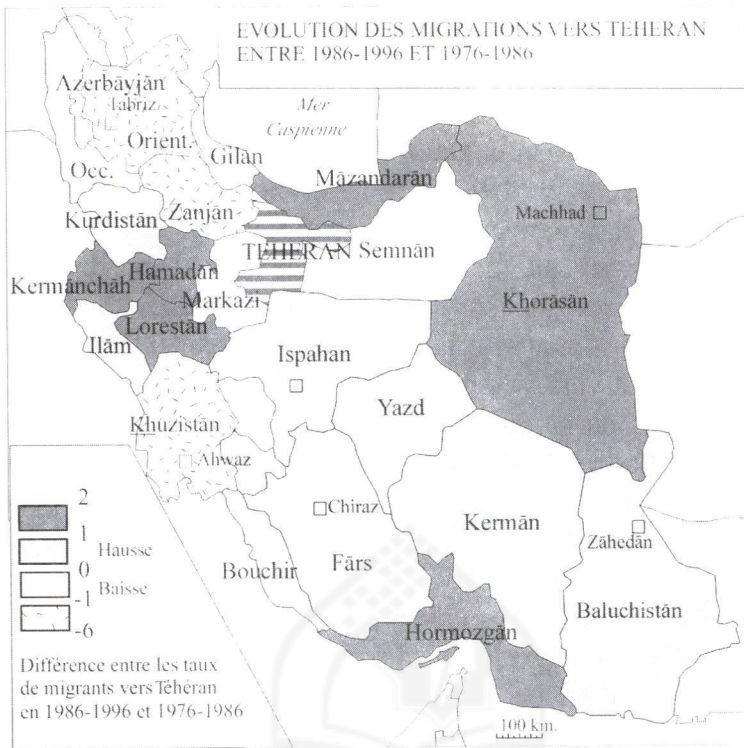 EVOLUTION DES MIGRATIONS VERS TEHERAN
ENTRE 1986-1996 ET 1976-1986
Azerbāyjān
Tabriz
Orient.
Occ.
Gilān
Mer
Caspienne
Māzandarān
Machhad
Kurdistān
Zanjān
TEHERAN
Semnān
Hamadān
Kermānchāh
Markazi
Khorāsān
Lorestān
Ilām
Ispahan
Yazd
Khuzistān
Ahwaz
Chiraz
Kermān
Zāhedān
Bouchir
Fārs
Baluchistān
Hormozgān
2
1
Hausse
0
Baisse
-1
-6
Différence entre les taux
de migrants vers Téhéran
en 1986-1996 et 1976-1986
100 km.